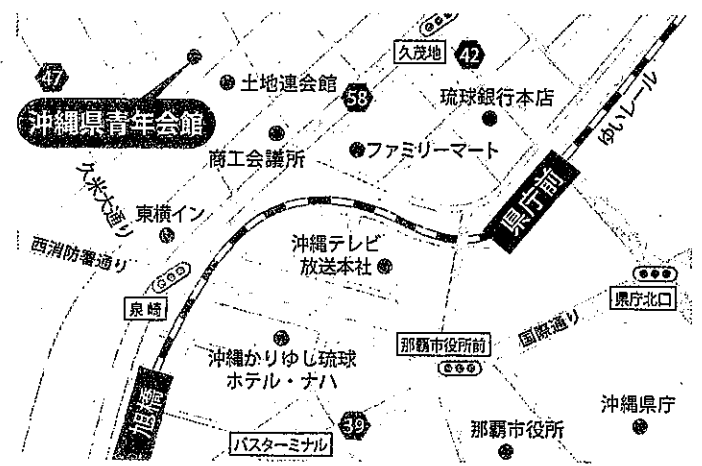 久茂地
42
47
土地連会館
58
沖縄県青年会館
琉球銀行本店
ゆいレール
商工会議所
ファミリーマート
県庁前
久米大通り
東横イン
西消防署通り
沖縄テレビ
放送本社
泉崎
県庁北口
国際通り
那覇市役所前
沖縄かりゆし琉球
ホテル・ナハ
旭橋
39
バスターミナル
那覇市役所
沖縄県庁